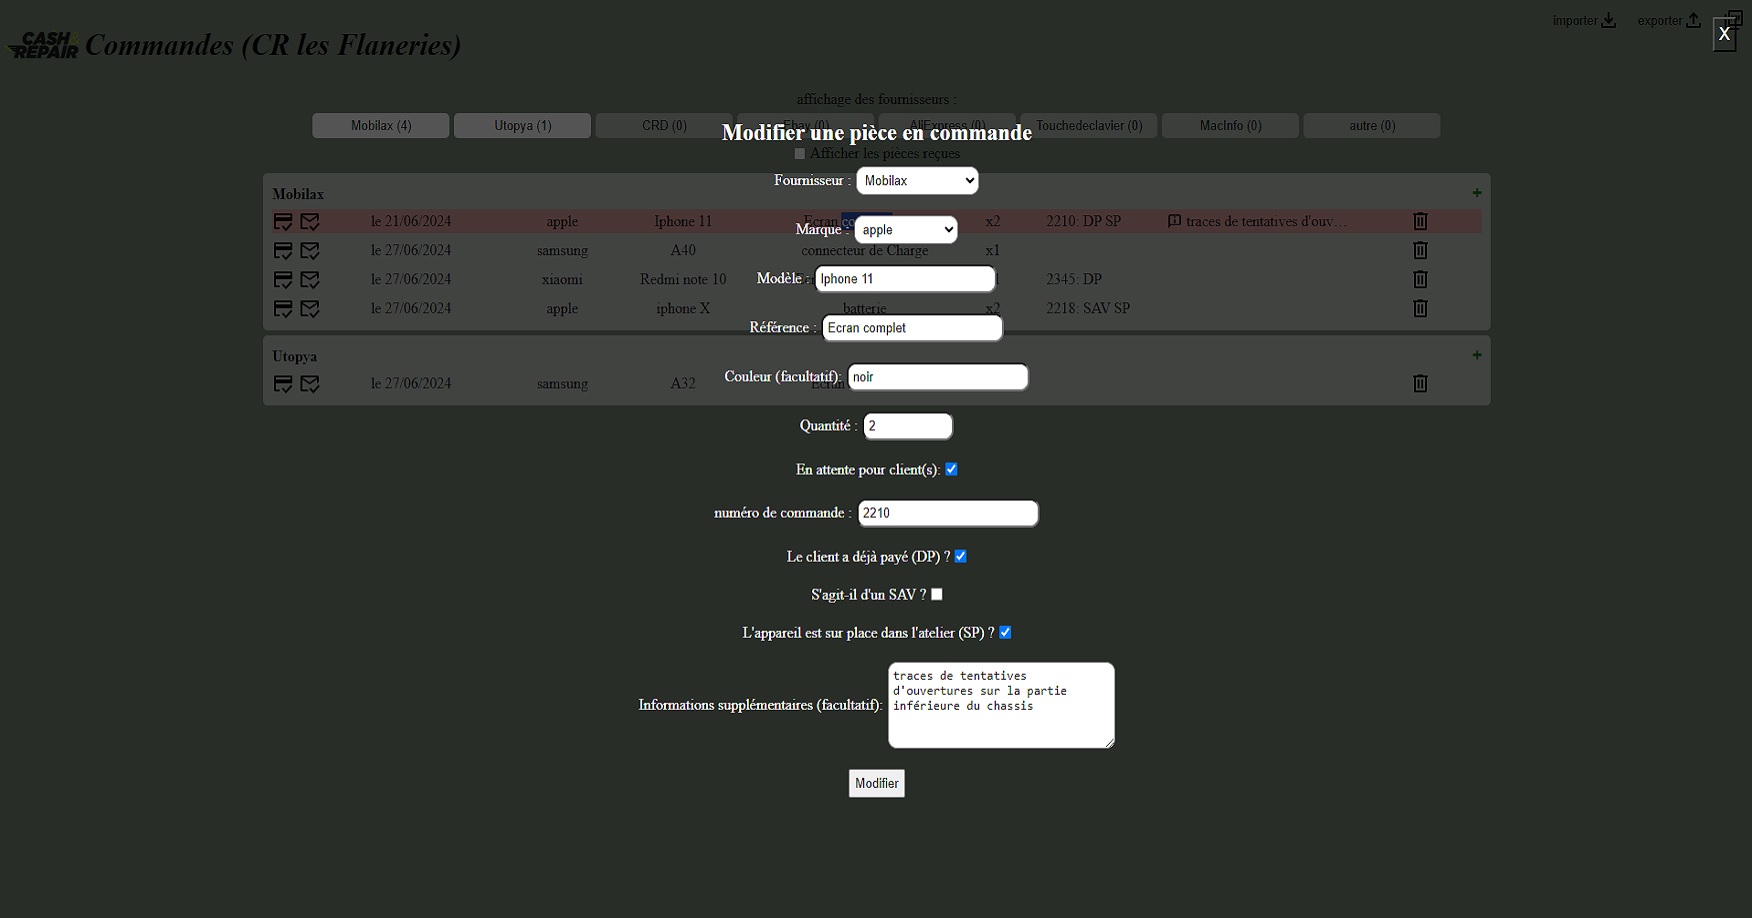 importer
exporter
X
CASH&
REPAIR
Commandes (CR les Flaneries)
affichage des fournisseurs :
Mobilax (4)
Utopya (1)
CRD (0)
Ebay (0)
AliExpress (0)
Touchedeclavier (0)
MacInfo (0)
autre (0)
Modifier une pièce en commande
Afficher les pièces reçues
Fournisseur : Mobilax
Mobilax
+
le 21/06/2024 apple Iphone 11 Ecran x2 2210: DP SP traces de tentatives d'ouv…
Marque : apple
le 27/06/2024 samsung A40 connecteur de Charge x1
Modèle : Iphone 11
le 27/06/2024 xiaomi Redmi note 10 2345: DP
le 27/06/2024 apple iphone X batterie x2 2218: SAV SP
Référence : Ecran complet
Utopya
+
Couleur (facultatif): noir
le 27/06/2024 samsung A32 Ecran
Quantité : 2
En attente pour client(s):
numéro de commande : 2210
Le client a déjà payé (DP) ?
S'agit-il d'un SAV ?
L'appareil est sur place dans l'atelier (SP) ?
Informations supplémentaires (facultatif):
traces de tentatives
d'ouvertures sur la partie
inférieure du chassis
Modifier